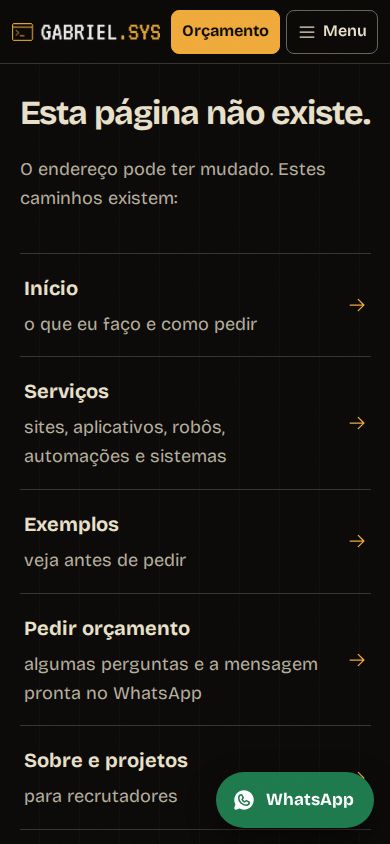 GABRIEL.SYS
Orçamento
Menu
Esta página não existe.
O endereço pode ter mudado. Estes
caminhos existem:
Início
o que eu faço e como pedir
Serviços
sites, aplicativos, robôs,
automações e sistemas
Exemplos
veja antes de pedir
Pedir orçamento
algumas perguntas e a mensagem
pronta no WhatsApp
Sobre e projetos
para recrutadores
WhatsApp